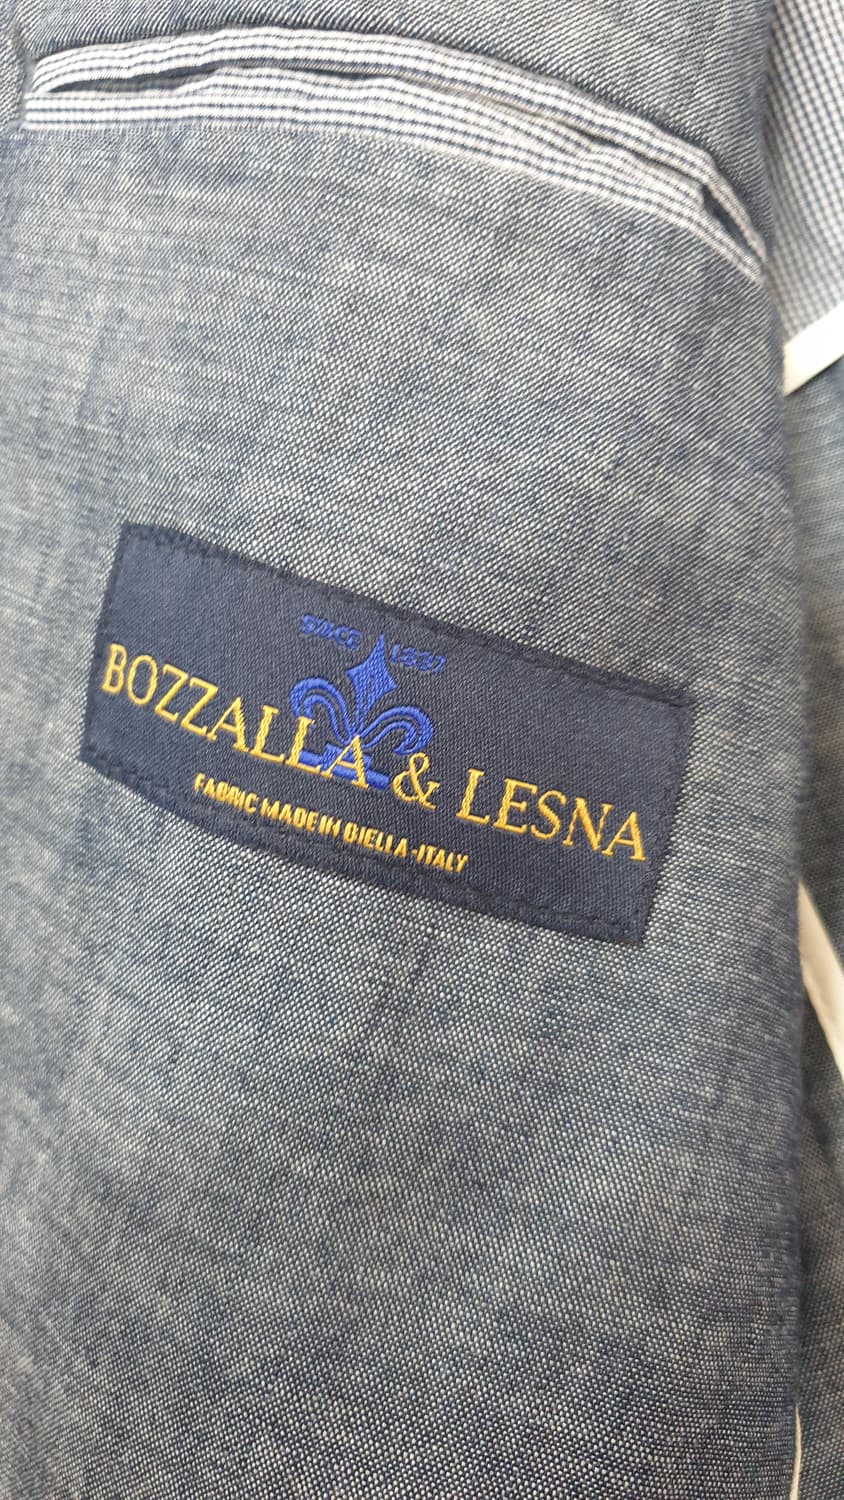 SINCE
BOZZALLA & LESNA
FABRIC MADE IN BIELLA-ITALY